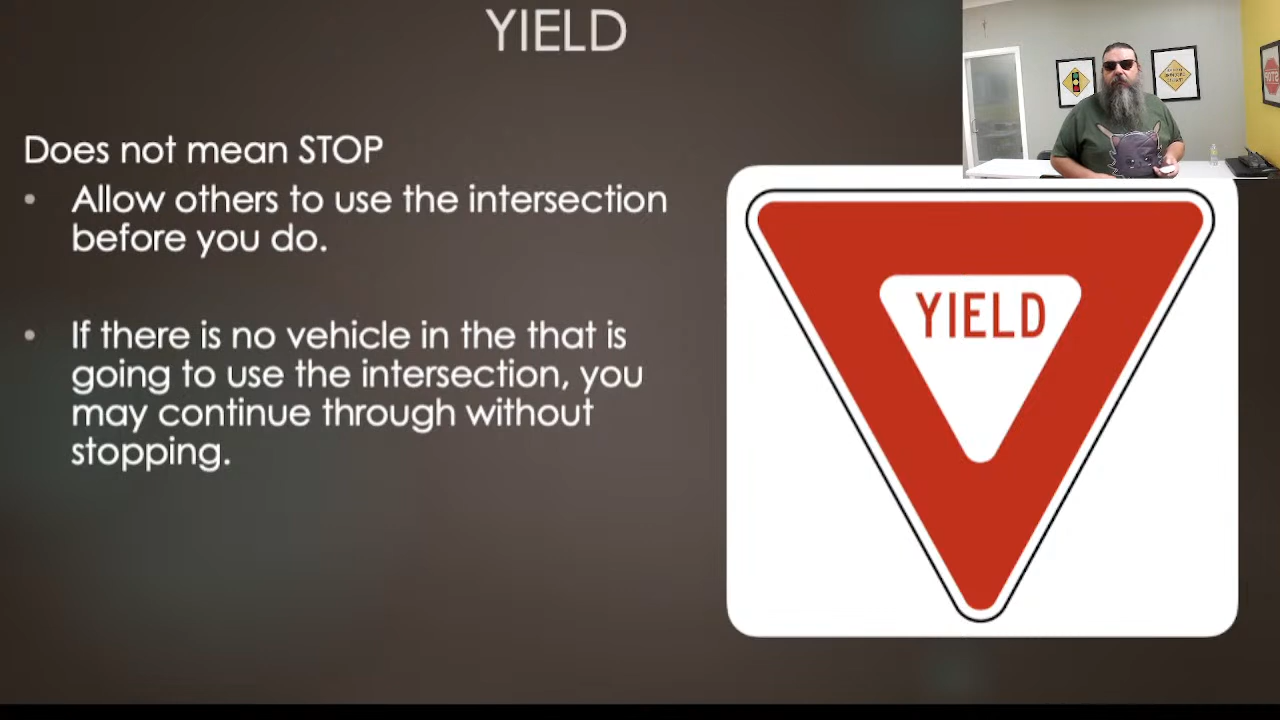 YIELD
Does not mean STOP
• Allow others to use the intersection
before you do.
• If there is no vehicle in the that is
going to use the intersection, you
may continue through without
stopping.
YIELD